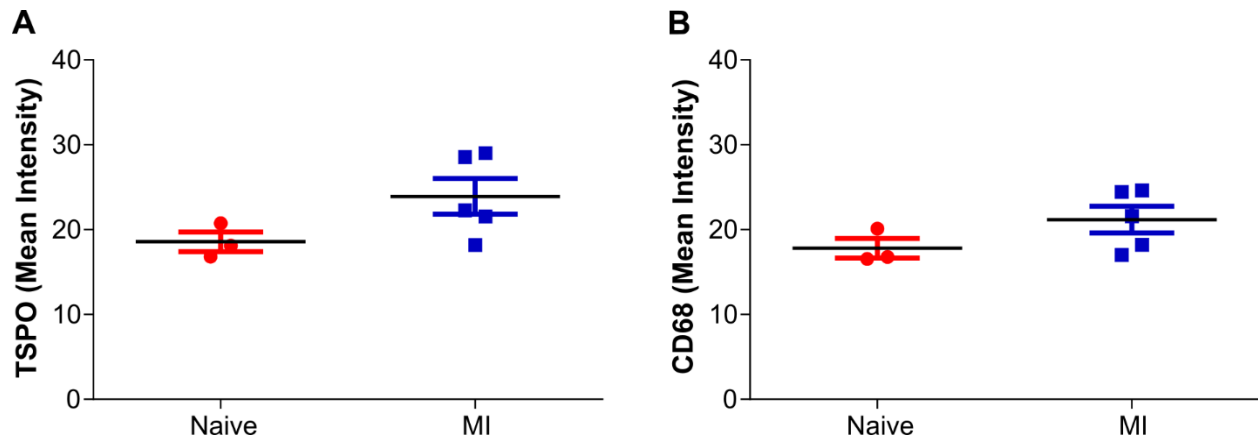 A
TSPO (Mean Intensity)
40
30
20
10
0
Naive
MI
B
CD68 (Mean Intensity)
40
30
20
10
0
Naive
MI